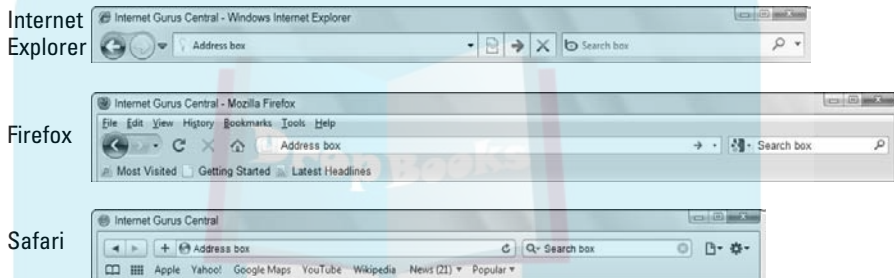 Internet Explorer
Internet Gurus Central - Windows Internet Explorer
Address box
Search box
Firefox
Internet Gurus Central - Mozilla Firefox
File Edit View History Bookmarks Tools Help
Address box
Search box
Most Visited Getting Started Latest Headlines
DropBooks
Safari
Internet Gurus Central
Address box
Search box
Apple Yahoo! Google Maps YouTube Wikipedia News (21) Popular